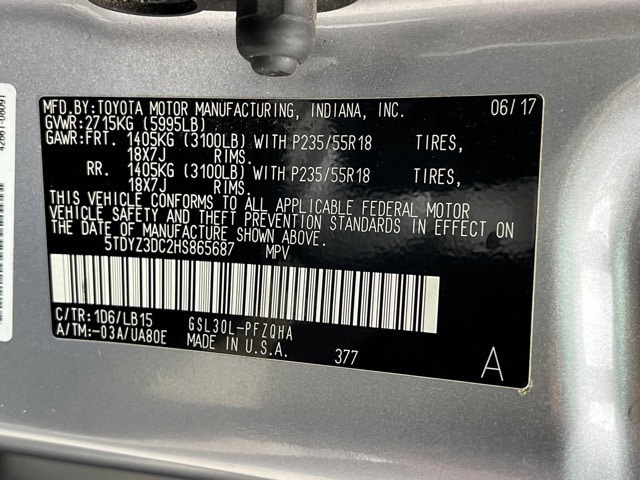 MFD.BY:TOYOTA MOTOR MANUFACTURING, INDIANA, INC. 06/17
GVWR:2715KG (5995LB)
GAWR:FRT. 1405KG (3100LB) WITH P235/55R18 TIRES,
18X7J RIMS.
RR. 1405KG (3100LB) WITH P235/55R18 TIRES,
18X7J RIMS.
THIS VEHICLE CONFORMS TO ALL APPLICABLE FEDERAL MOTOR
VEHICLE SAFETY AND THEFT PREVENTION STANDARDS IN EFFECT ON
THE DATE OF MANUFACTURE SHOWN ABOVE.
5TDYZ3DC2HS865687 MPV
C/TR:1D6/LB15 GSL30L-PFZQHA
A/TM:-03A/UA80E MADE IN U.S.A. 377
A